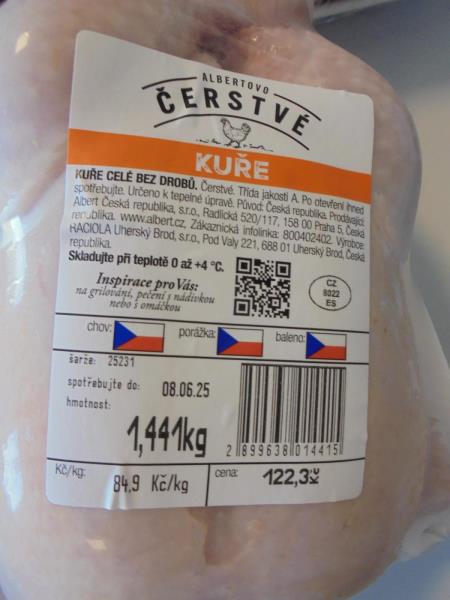 ALBERTOVO
ČERSTVÉ
KUŘE
KUŘE CELÉ BEZ DROBŮ. Čerstvé. Třída jakosti A. Po otevření ihned
spotřebujte. Určeno k tepelné úpravě. Původ: Česká republika. Prodávající:
Albert Česká republika, s.r.o., Radlická 520/117, 158 00 Praha 5, Česká
republika. www.albert.cz, Zákaznická infolinka: 800402402. Výrobce:
RACIOLA Uherský Brod, s.r.o., Pod Valy 221, 688 01 Uherský Brod, Česká
republika.
Skladujte při teplotě 0 až +4 °C.
Inspirace pro Vás:
na grilování, pečení s nádivkou
nebo s omáčkou
CZ
8022
ES
chov:
porážka:
baleno:
šarže: 25231
spotřebujte do: 08.06.25
hmotnost:
1,441kg
2 899638 014415
Kč/kg:
84,9 Kč/kg
cena:
122,3Kč